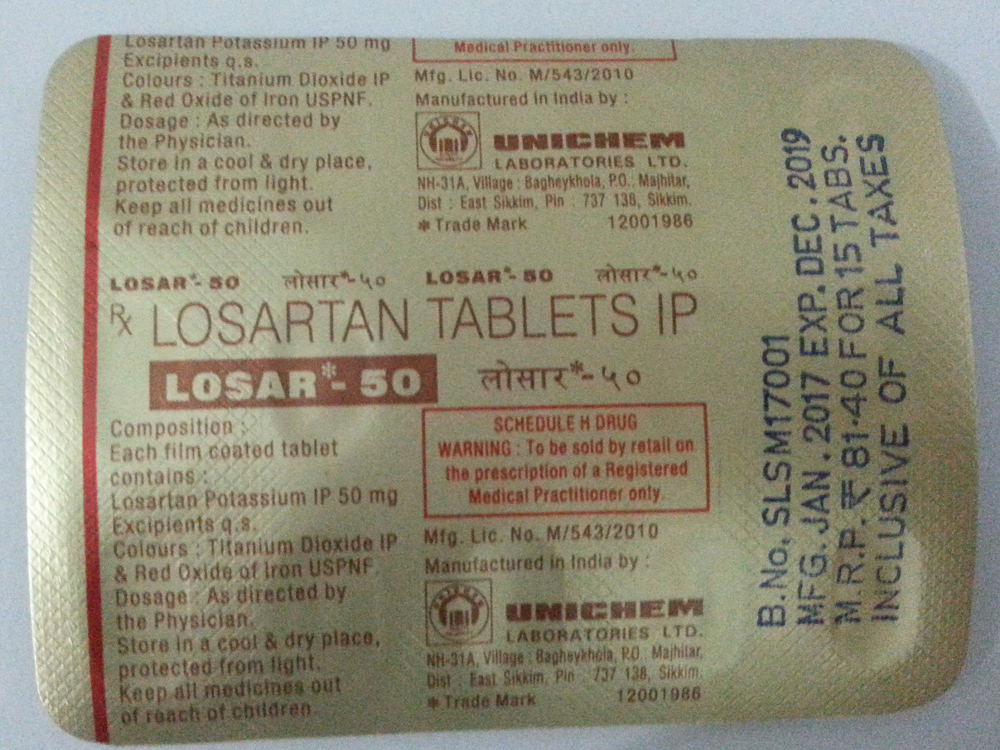 Losartan Potassium IP 50 mg
Excipients q.s.
Colours : Titanium Dioxide IP
& Red Oxide of Iron USPNF.
Dosage : As directed by
the Physician.
Store in a cool & dry place,
protected from light.
Keep all medicines out
of reach of children.
Medical Practitioner only.
Mfg. Lic. No. M/543/2010
Manufactured in India by :
UNICHEM
LABORATORIES LTD.
NH-31A, Village : Bagheykhola, P.O. Majhitar,
Dist : East Sikkim, Pin : 737 138, Sikkim.
* Trade Mark 12001986
LOSAR*- 50 लोसार*-५० LOSAR*- 50 लोसार*-५०
Rx LOSARTAN TABLETS IP
LOSAR*- 50 लोसार*-५०
Composition :
Each film coated tablet
contains :
Losartan Potassium IP 50 mg
Excipients q.s.
Colours : Titanium Dioxide IP
& Red Oxide of Iron USPNF.
Dosage : As directed by
the Physician.
Store in a cool & dry place,
protected from light.
Keep all medicines out
of reach of children.
SCHEDULE H DRUG
WARNING : To be sold by retail on
the prescription of a Registered
Medical Practitioner only.
Mfg. Lic. No. M/543/2010
Manufactured in India by :
UNICHEM
LABORATORIES LTD.
NH-31A, Village : Bagheykhola, P.O. Majhitar,
Dist : East Sikkim, Pin : 737 138, Sikkim.
* Trade Mark 12001986
B.No. SLSM17001
MFG. JAN. 2017 EXP. DEC. 2019
M.R.P. ₹ 81.40 FOR 15 TABS.
INCLUSIVE OF ALL TAXES